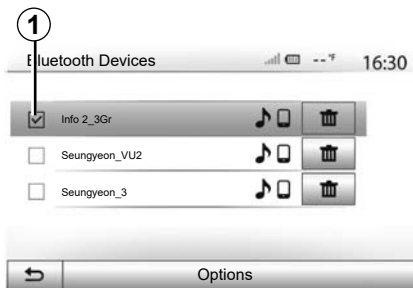 1
Bluetooth Devices -- °F 16:30
Info 2_3Gr
Seungyeon_VU2
Seungyeon_3
Options